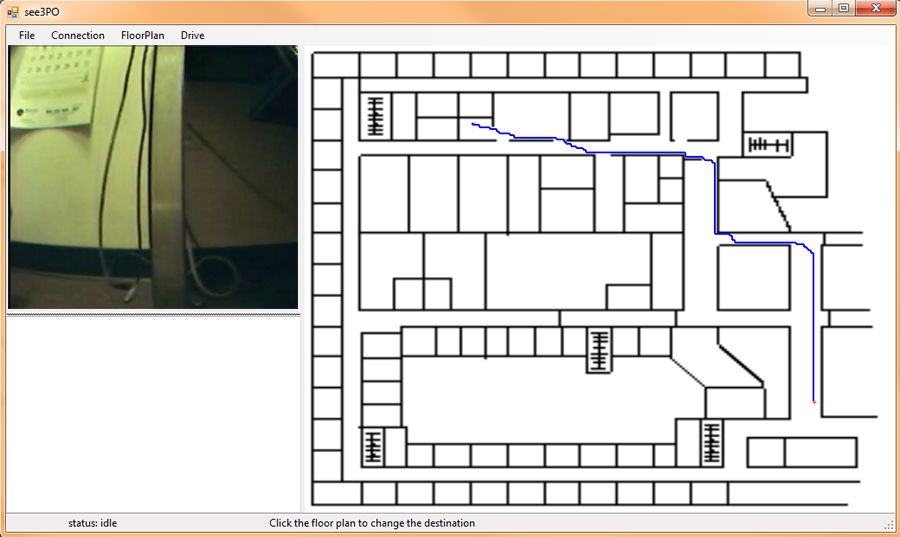 see3PO
File Connection FloorPlan Drive
status: idle Click the floor plan to change the destination